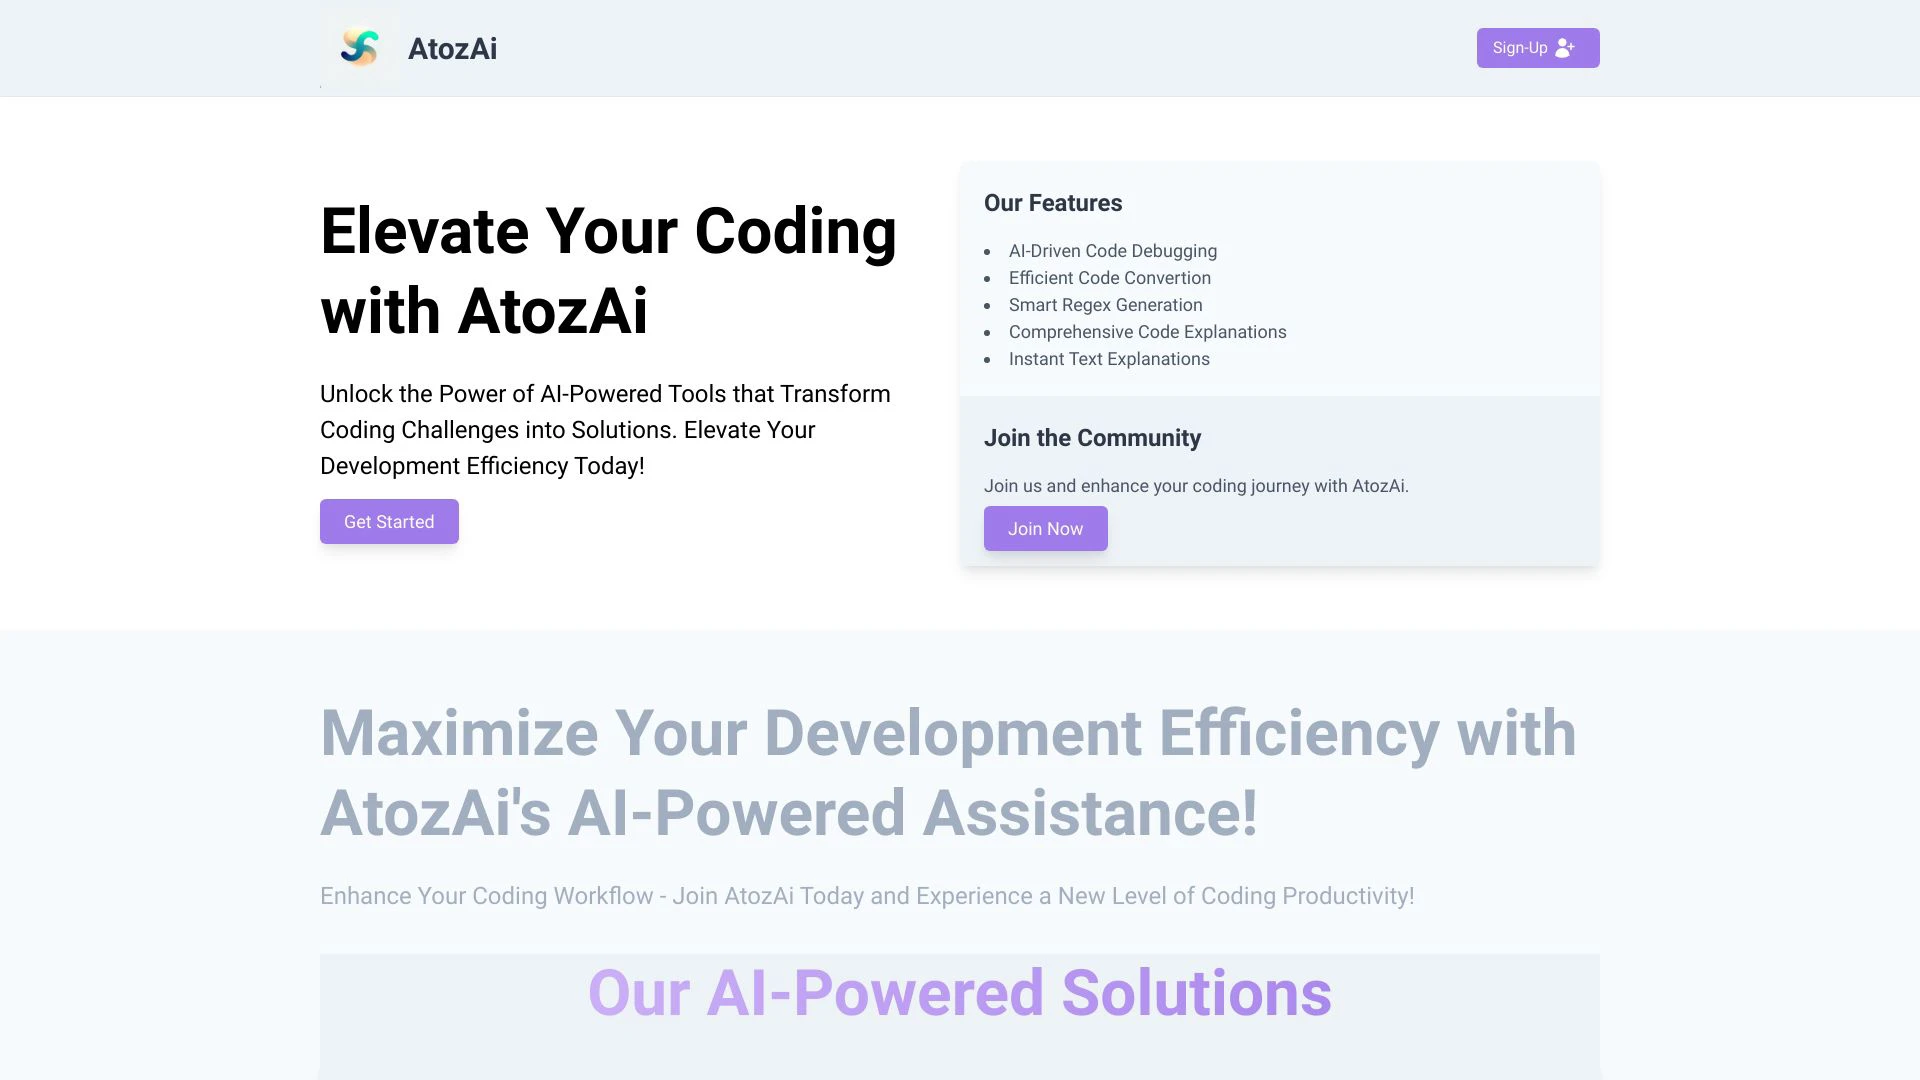 AtozAi
Sign-Up
Elevate Your Coding
with AtozAi
Unlock the Power of AI-Powered Tools that Transform
Coding Challenges into Solutions. Elevate Your
Development Efficiency Today!
Get Started
Our Features
AI-Driven Code Debugging
Efficient Code Convertion
Smart Regex Generation
Comprehensive Code Explanations
Instant Text Explanations
Join the Community
Join us and enhance your coding journey with AtozAi.
Join Now
Maximize Your Development Efficiency with
AtozAi's AI-Powered Assistance!
Enhance Your Coding Workflow - Join AtozAi Today and Experience a New Level of Coding Productivity!
Our AI-Powered Solutions